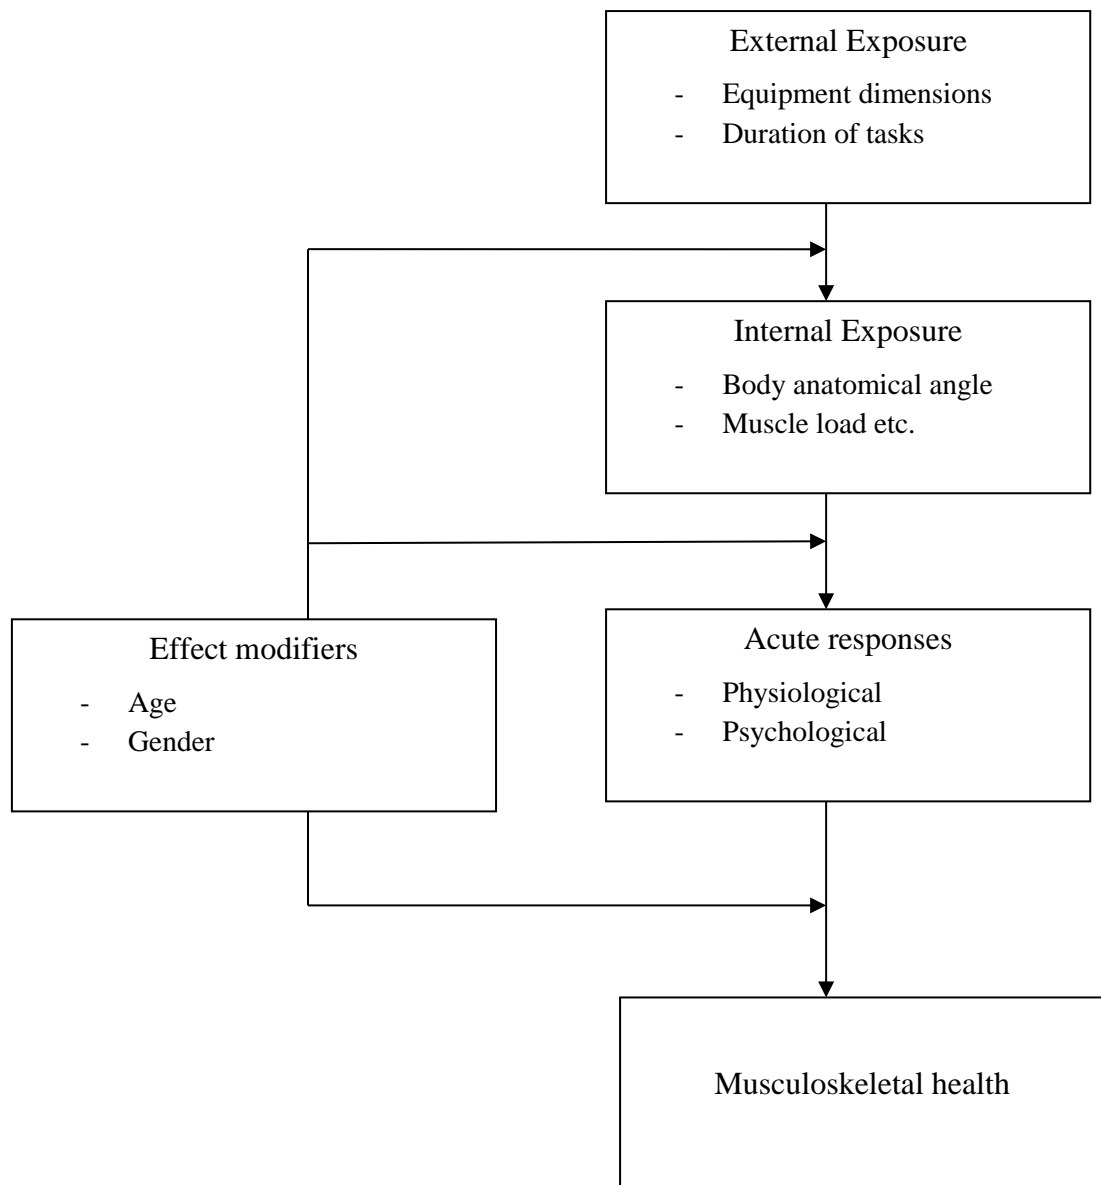 External Exposure
- Equipment dimensions
- Duration of tasks
Internal Exposure
- Body anatomical angle
- Muscle load etc.
Effect modifiers
- Age
- Gender
Acute responses
- Physiological
- Psychological
Musculoskeletal health